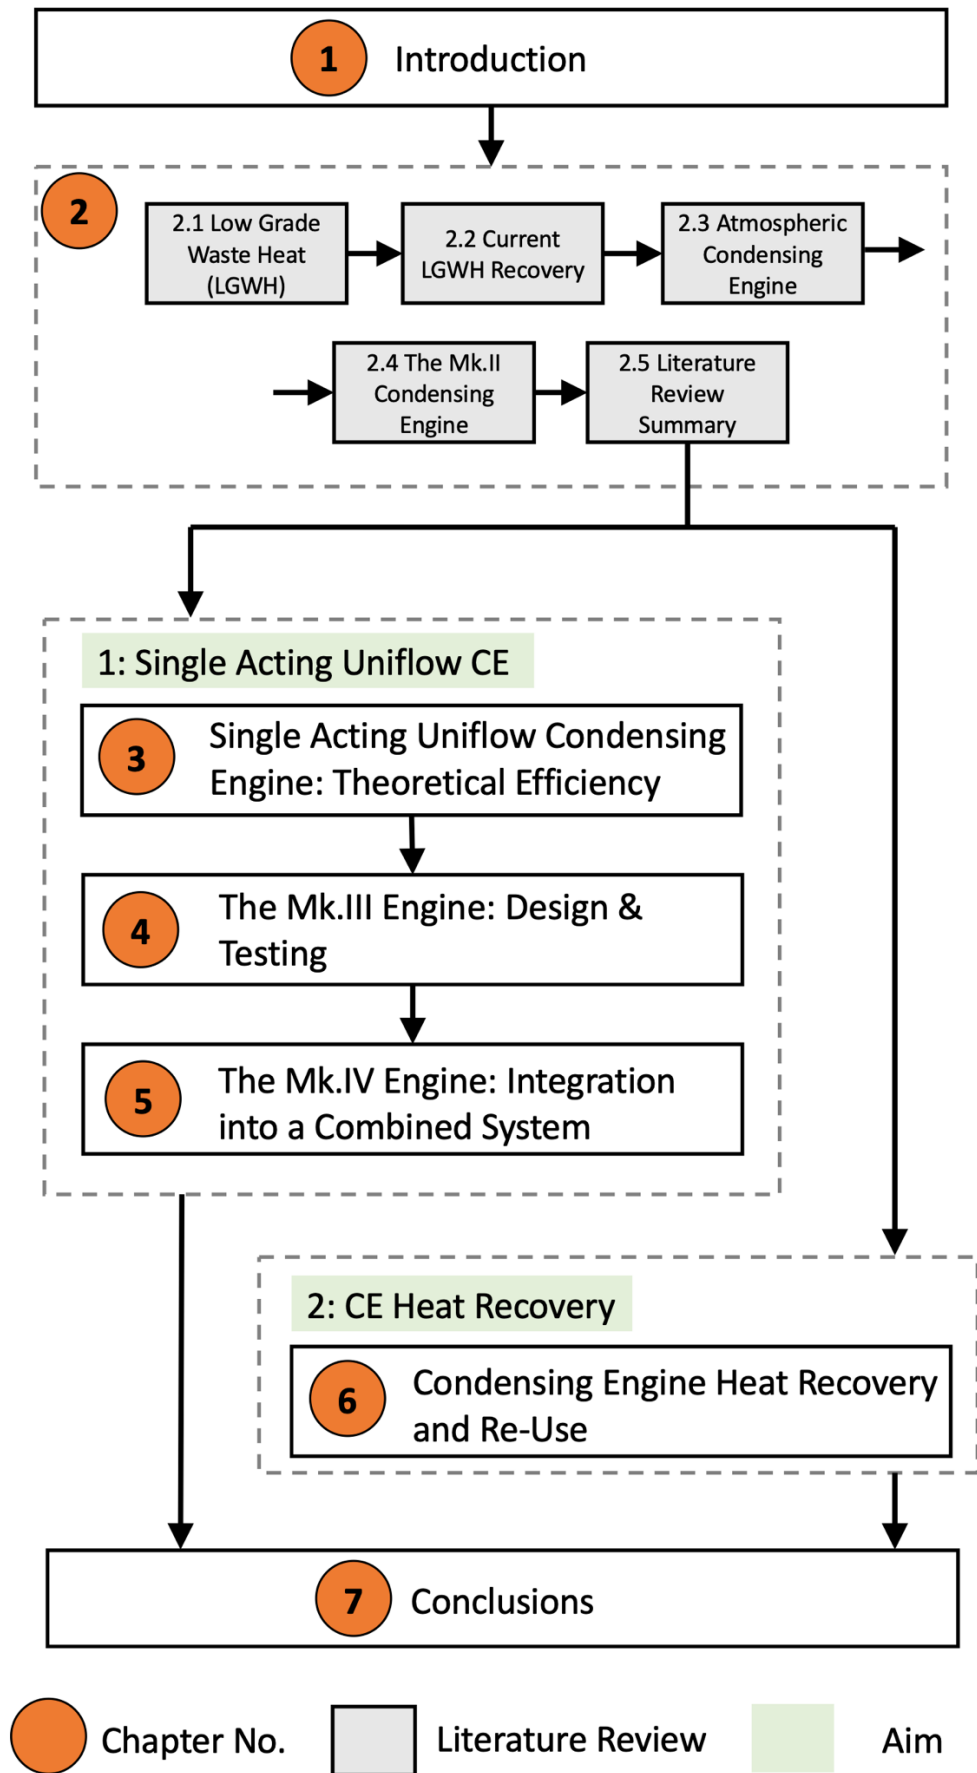 1 Introduction
2
2.1 Low Grade
Waste Heat
(LGWH)
2.2 Current
LGWH Recovery
2.3 Atmospheric
Condensing
Engine
2.4 The Mk.II
Condensing
Engine
2.5 Literature
Review
Summary
1: Single Acting Uniflow CE
3
Single Acting Uniflow Condensing
Engine: Theoretical Efficiency
4
The Mk.III Engine: Design &
Testing
5
The Mk.IV Engine: Integration
into a Combined System
2: CE Heat Recovery
6
Condensing Engine Heat Recovery
and Re-Use
7 Conclusions
Chapter No. Literature Review Aim